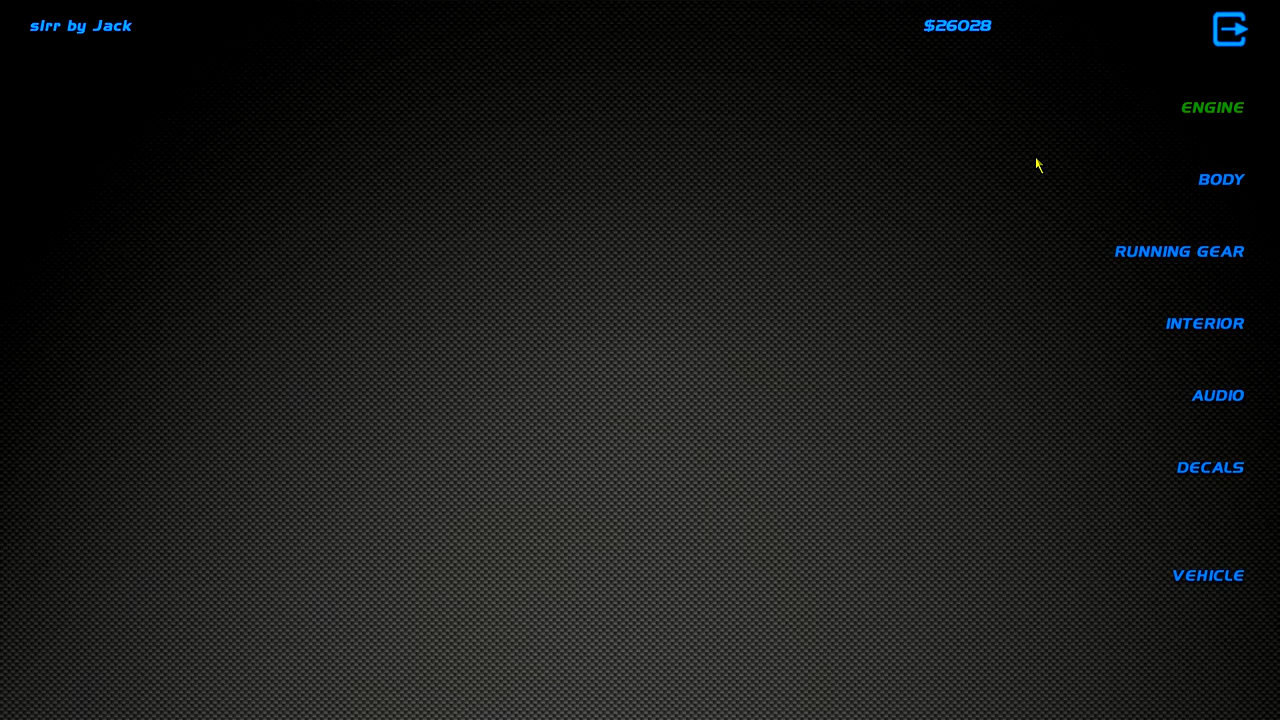 slrr by Jack
$26028
ENGINE
BODY
RUNNING GEAR
INTERIOR
AUDIO
DECALS
VEHICLE